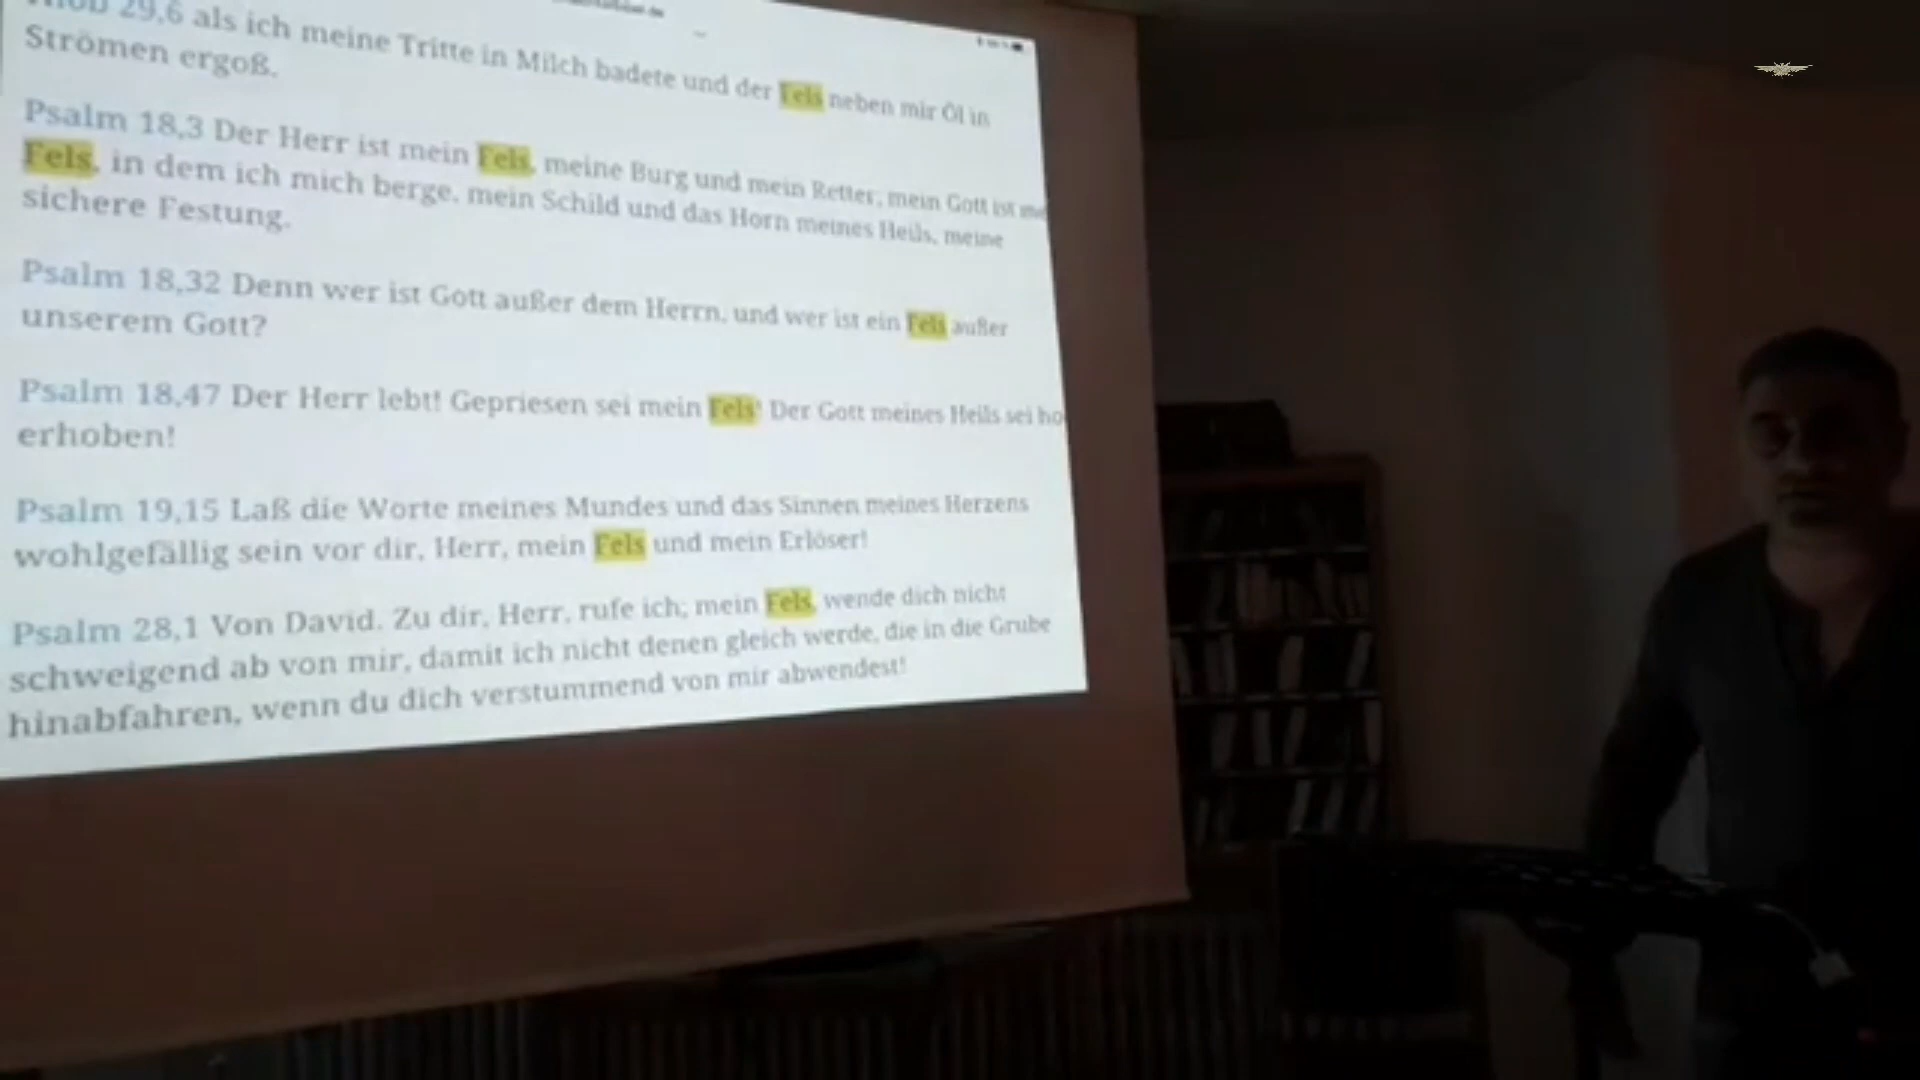 29,6 als ich meine Tritte in Milch badete und der Fels neben mir Öl in
Strömen ergoß.
Psalm 18,3 Der Herr ist mein Fels, meine Burg und mein Retter; mein Gott ist
Fels, in dem ich mich berge, mein Schild und das Horn meines Heils, meine
sichere Festung.
Psalm 18,32 Denn wer ist Gott außer dem Herrn, und wer ist ein Fels außer
unserem Gott?
Psalm 18,47 Der Herr lebt! Gepriesen sei mein Fels! Der Gott meines Heils sei ho
erhoben!
Psalm 19,15 Laß die Worte meines Mundes und das Sinnen meines Herzens
wohlgefällig sein vor dir, Herr, mein Fels und mein Erlöser!
Psalm 28,1 Von David. Zu dir, Herr, rufe ich; mein Fels, wende dich nicht
schweigend ab von mir, damit ich nicht denen gleich werde, die in die Grube
hinabfahren, wenn du dich verstummend von mir abwendest!